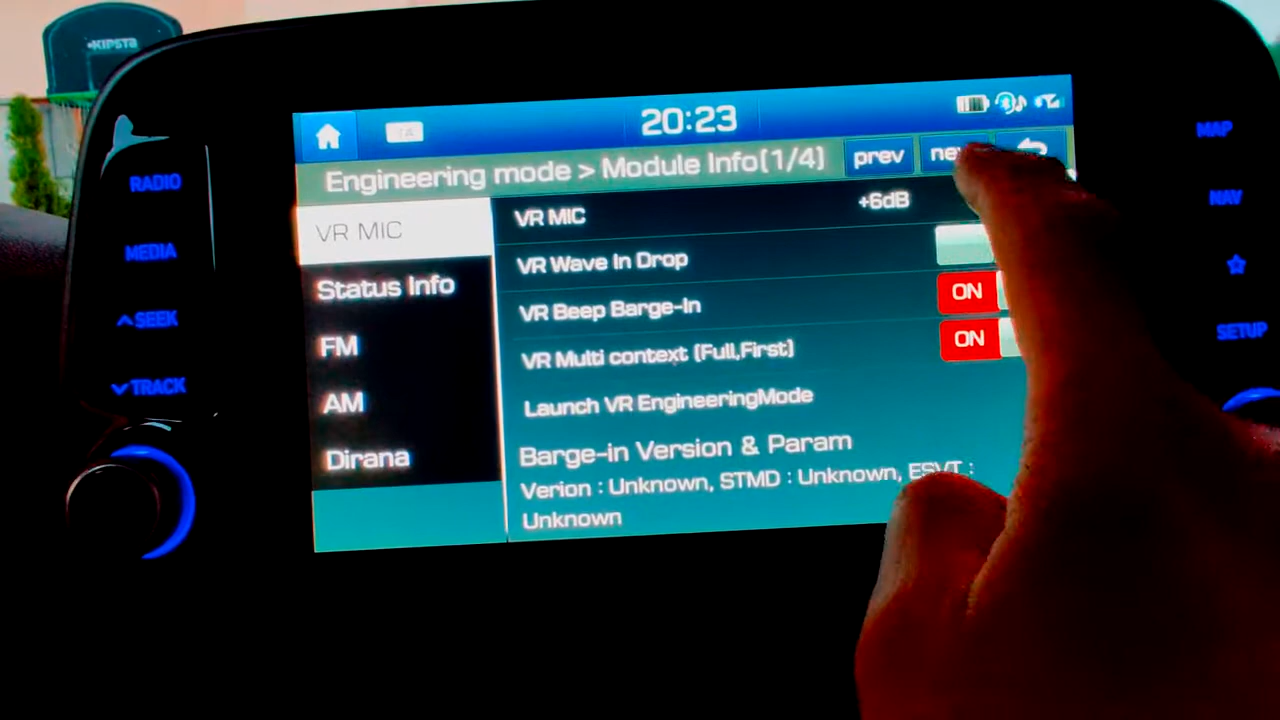 KIPSTA
20:23
TA
Engineering mode > Module Info(1/4)
prev
RADIO
MEDIA
SEEK
TRACK
VR MIC
Status Info
FM
AM
Dirana
VR MIC +6dB
VR Wave In Drop
VR Beep Barge-In ON
VR Multi context (Full,First) ON
Launch VR EngineeringMode
Barge-in Version & Param
Verion : Unknown, STMD : Unknown, ESVT :
Unknown
MAP
NAV
SETUP